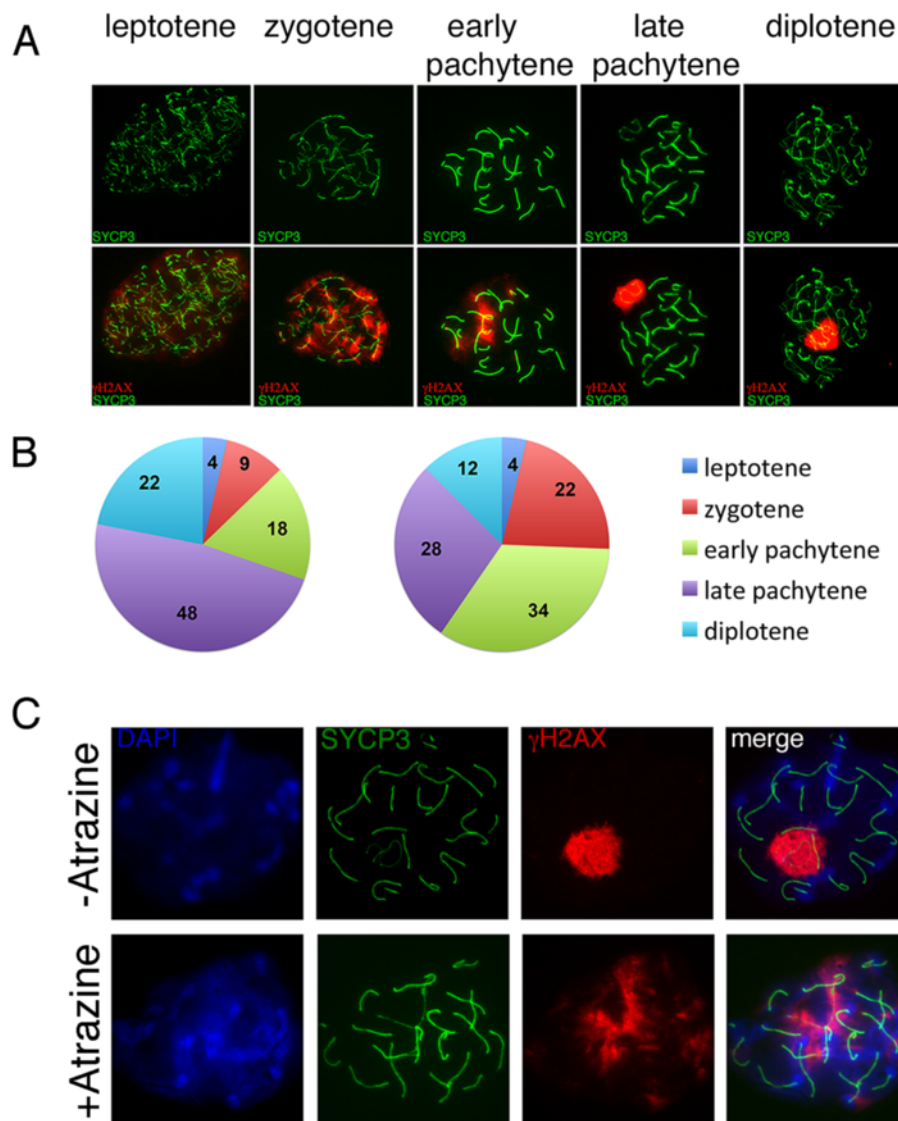 A
leptotene zygotene early pachytene late pachytene diplotene
SYCP3 SYCP3 SYCP3 SYCP3 SYCP3
γH2AX γH2AX γH2AX γH2AX γH2AX
SYCP3 SYCP3 SYCP3 SYCP3 SYCP3
B
4 9 18 48 22
4 22 34 28 12
leptotene
zygotene
early pachytene
late pachytene
diplotene
C
DAPI SYCP3 γH2AX merge
-Atrazine
+Atrazine